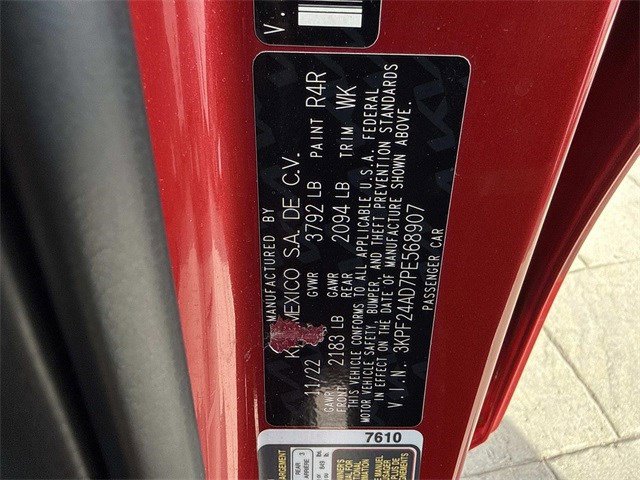 V.
MANUFACTURED BY
K MEXICO S.A. DE C.V.
11/22 GVWR 3792 LB PAINT R4R
GAWR FRONT 2183 LB GAWR REAR 2094 LB TRIM WK
THIS VEHICLE CONFORMS TO ALL APPLICABLE U.S.A. FEDERAL
MOTOR VEHICLE SAFETY, BUMPER, AND THEFT PREVENTION STANDARDS
IN EFFECT ON THE DATE OF MANUFACTURE SHOWN ABOVE.
V.I.N. 3KPF24AD7PE568907
PASSENGER CAR
7610
REAR 3